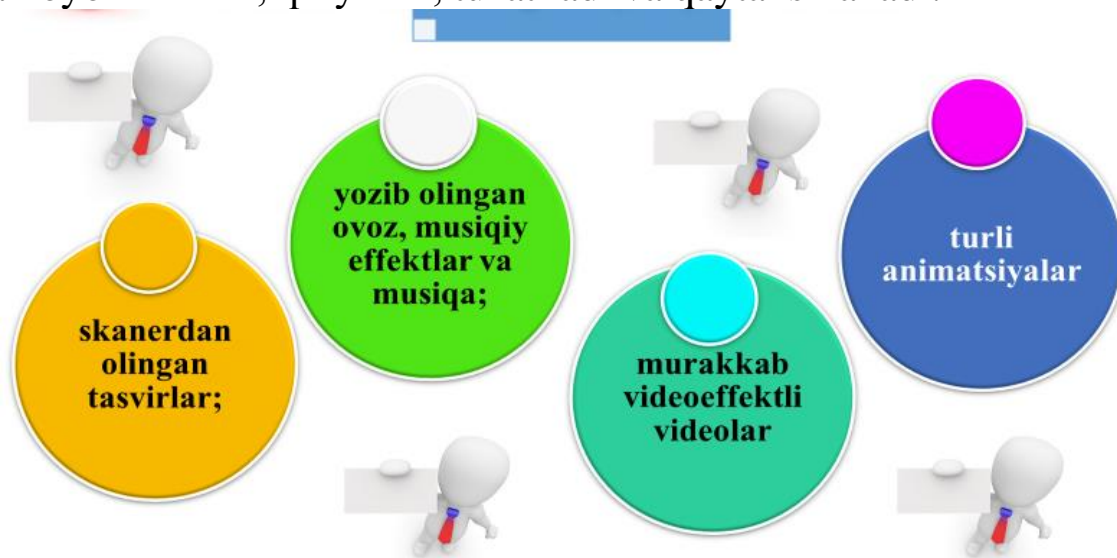 skanerdan
olingan
tasvirlar;
yozib olingan
ovoz, musiqiy
effektlar va
musiqa;
murakkab
videoeffektli
videolar
turli
animatsiyalar